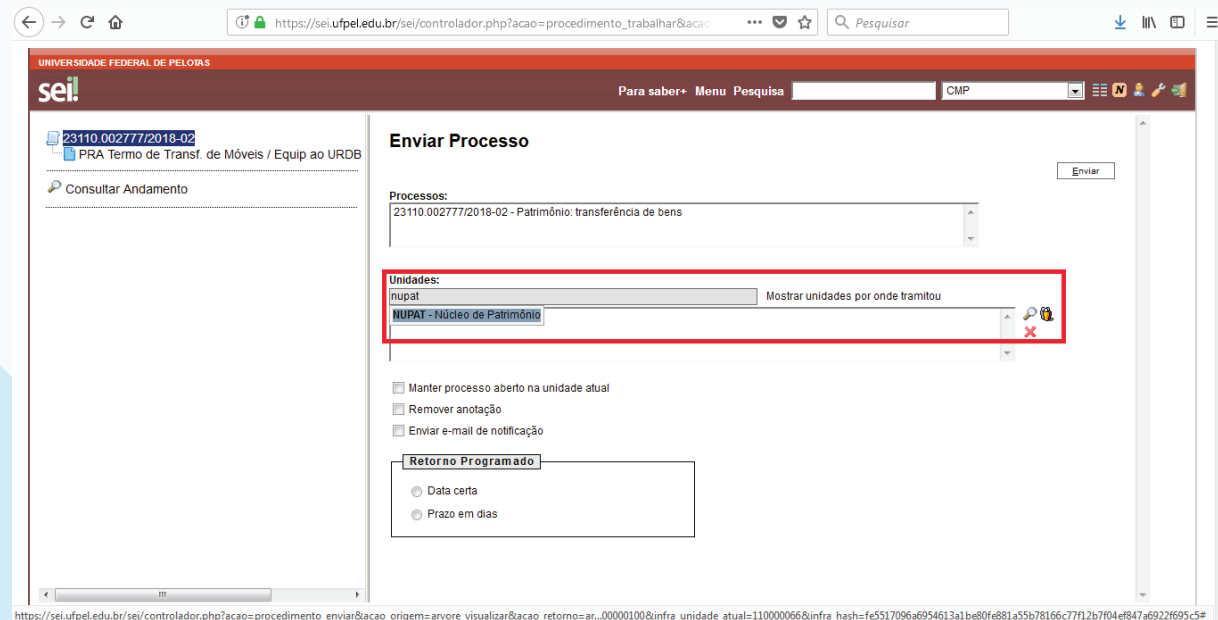 https://sei.ufpel.edu.br/sei/controlador.php?acao=procedimento_trabalhar&acao
Pesquisar
UNIVERSIDADE FEDERAL DE PELOTAS
sei!
Para saber+ Menu Pesquisa
CMP
N
23110.002777/2018-02
PRA Termo de Transf. de Móveis / Equip ao URDB
Consultar Andamento
Enviar Processo
Enviar
Processos:
23110.002777/2018-02 - Patrimônio: transferência de bens
Unidades:
nupat
Mostrar unidades por onde tramitou
NUPAT - Núcleo de Patrimônio
Manter processo aberto na unidade atual
Remover anotação
Enviar e-mail de notificação
Retorno Programado
Data certa
Prazo em dias
https://sei.ufpel.edu.br/sei/controlador.php?acao=procedimento_enviar&acao_origem=arvore_visualizar&acao_retorno=ar...00000100&infra_unidade_atual=110000066&infra_hash=fe5517096a6954613a1be80fe881a55b78166c77f12b7f04ef847a6922f695c5#